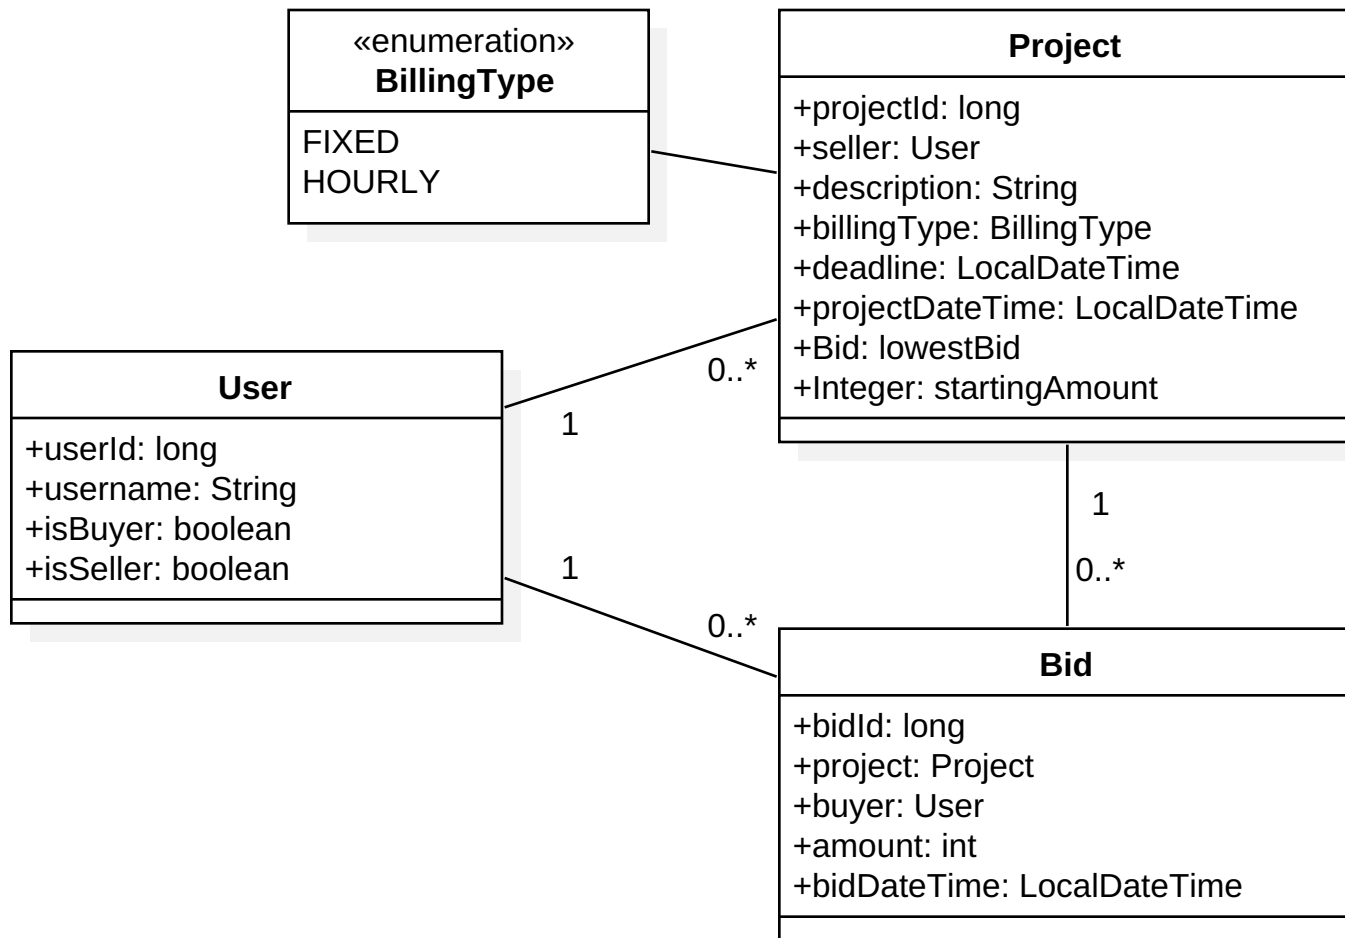 «enumeration»
BillingType
FIXED
HOURLY
Project
+projectId: long
+seller: User
+description: String
+billingType: BillingType
+deadline: LocalDateTime
+projectDateTime: LocalDateTime
+Bid: lowestBid
+Integer: startingAmount
User
+userId: long
+username: String
+isBuyer: boolean
+isSeller: boolean
0..*
1
1
0..*
1
0..*
Bid
+bidId: long
+project: Project
+buyer: User
+amount: int
+bidDateTime: LocalDateTime